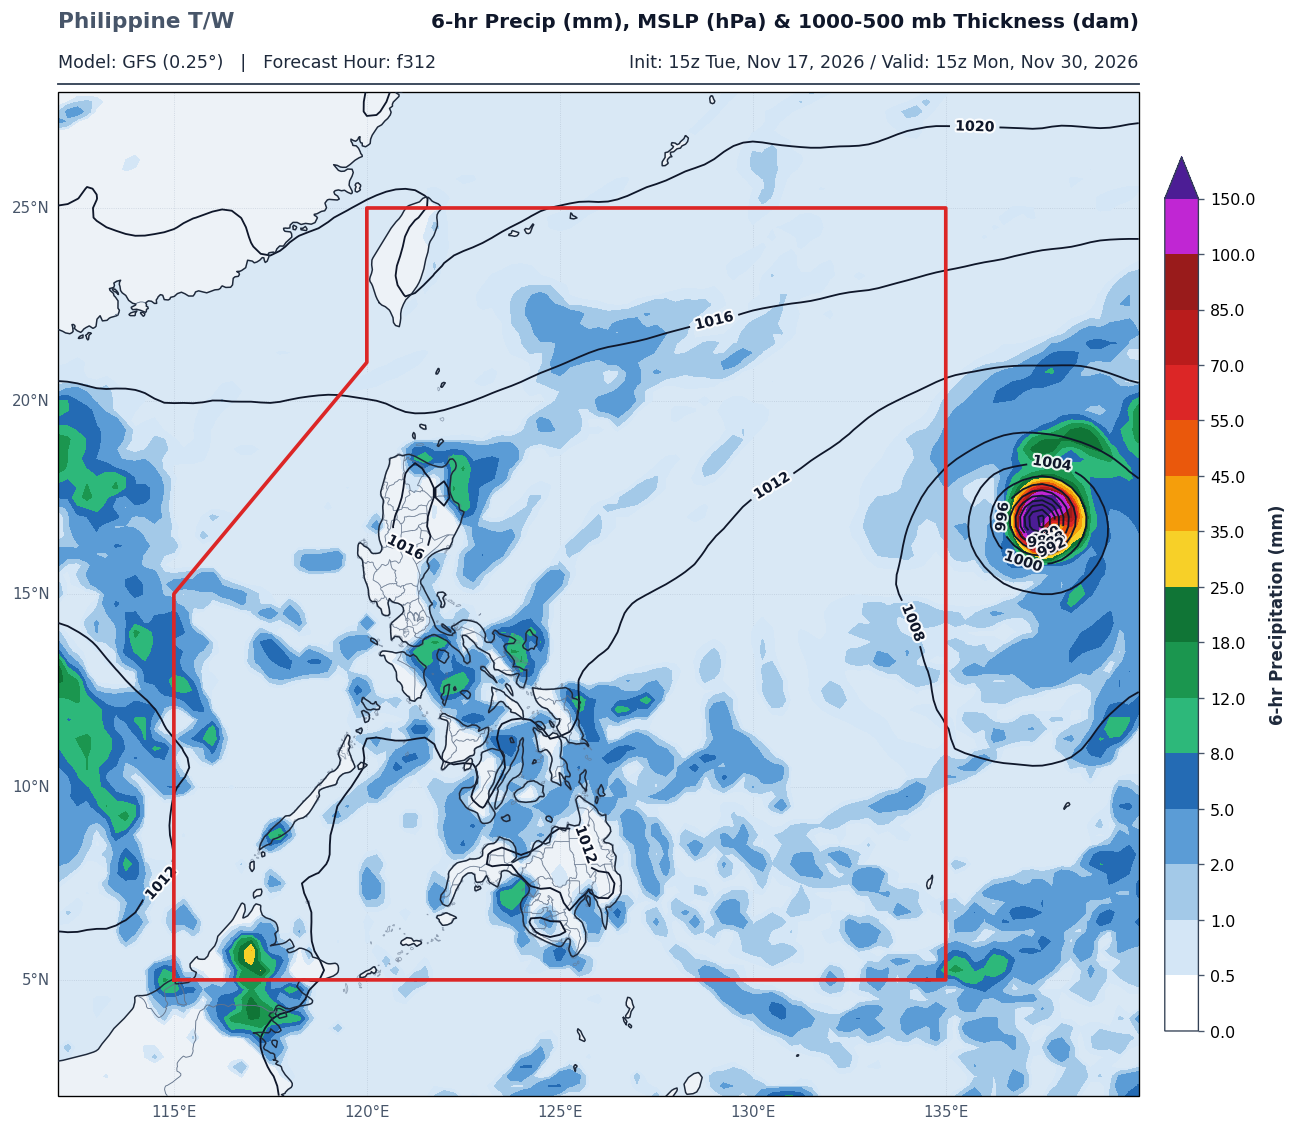 Philippine T/W
6-hr Precip (mm), MSLP (hPa) & 1000-500 mb Thickness (dam)
Model: GFS (0.25°) | Forecast Hour: f312
Init: 15z Tue, Nov 17, 2026 / Valid: 15z Mon, Nov 30, 2026
1020
1016
1012
1004
996
992
1000
1008
1016
1012
1012
25°N
20°N
15°N
10°N
5°N
115°E
120°E
125°E
130°E
135°E
150.0
100.0
85.0
70.0
55.0
45.0
35.0
25.0
18.0
12.0
8.0
5.0
2.0
1.0
0.5
0.0
6-hr Precipitation (mm)